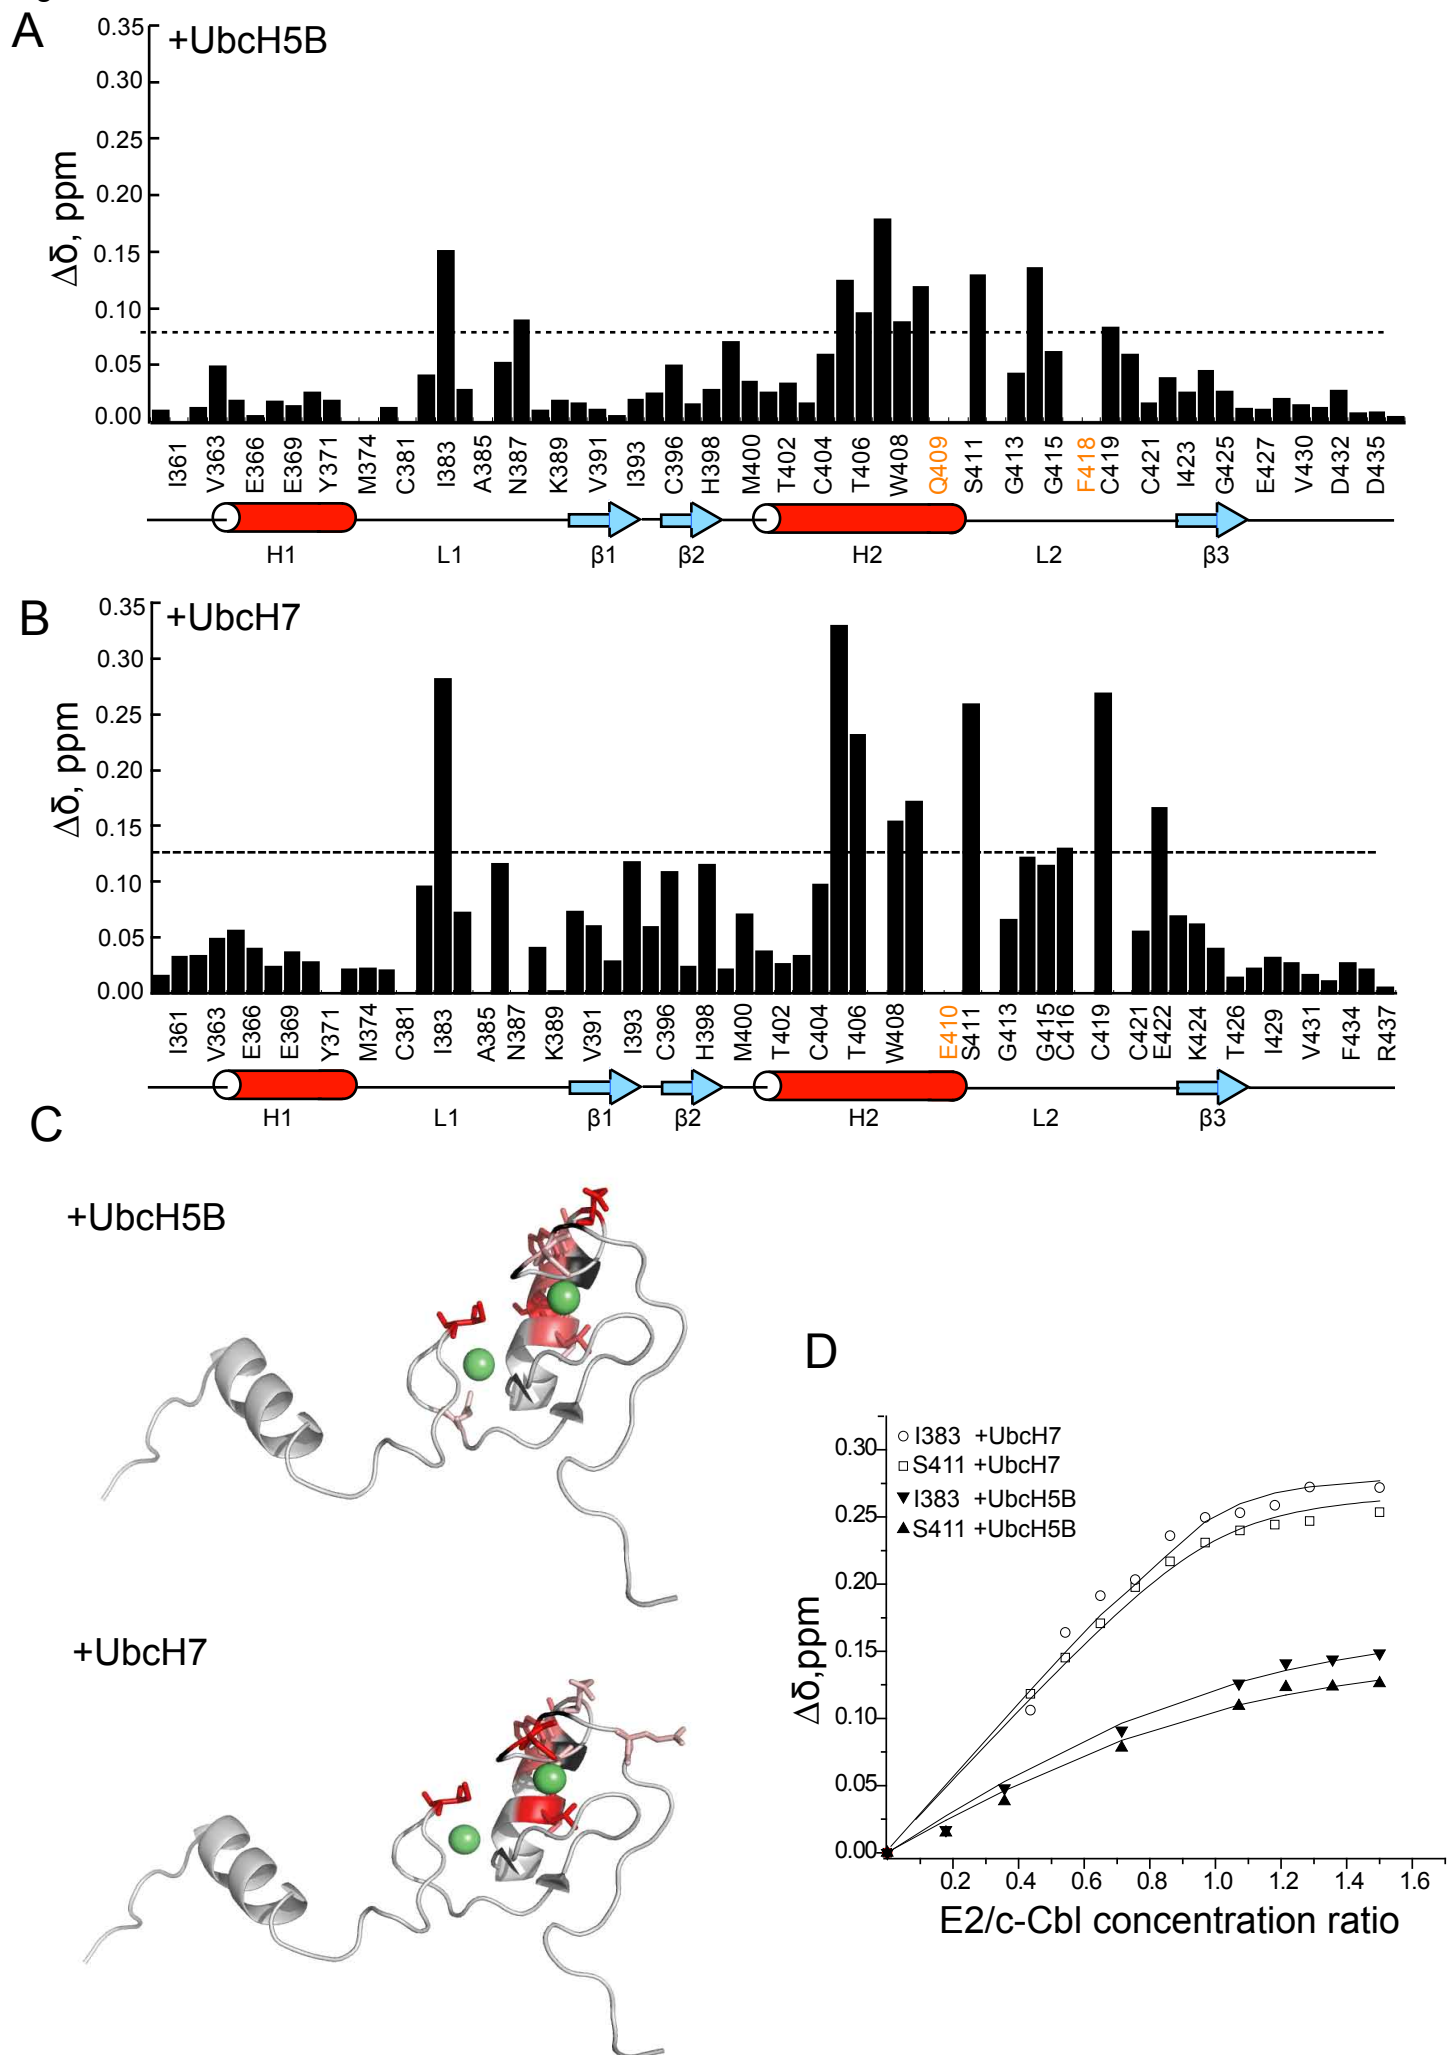 A
+UbcH5B
0.35
0.30
0.25
0.20
0.15
0.10
0.05
0.00
Δδ, ppm
I361 V363 E366 E369 Y371 M374 C381 I383 A385 N387 K389 V391 I393 C396 H398 M400 T402 C404 T406 W408 Q409 S411 G413 G415 F418 C419 C421 I423 G425 E427 V430 D432 D435
H1 L1 β1 β2 H2 L2 β3
B
+UbcH7
0.35
0.30
0.25
0.20
0.15
0.10
0.05
0.00
Δδ, ppm
I361 V363 E366 E369 Y371 M374 C381 I383 A385 N387 K389 V391 I393 C396 H398 M400 T402 C404 T406 W408 E410 S411 G413 G415 C416 C419 C421 E422 K424 T426 I429 V431 F434 R437
H1 L1 β1 β2 H2 L2 β3
C
+UbcH5B
+UbcH7
D
I383 +UbcH7
S411 +UbcH7
I383 +UbcH5B
S411 +UbcH5B
0.30
0.25
0.20
0.15
0.10
0.05
0.00
Δδ,ppm
0.2 0.4 0.6 0.8 1.0 1.2 1.4 1.6
E2/c-Cbl concentration ratio